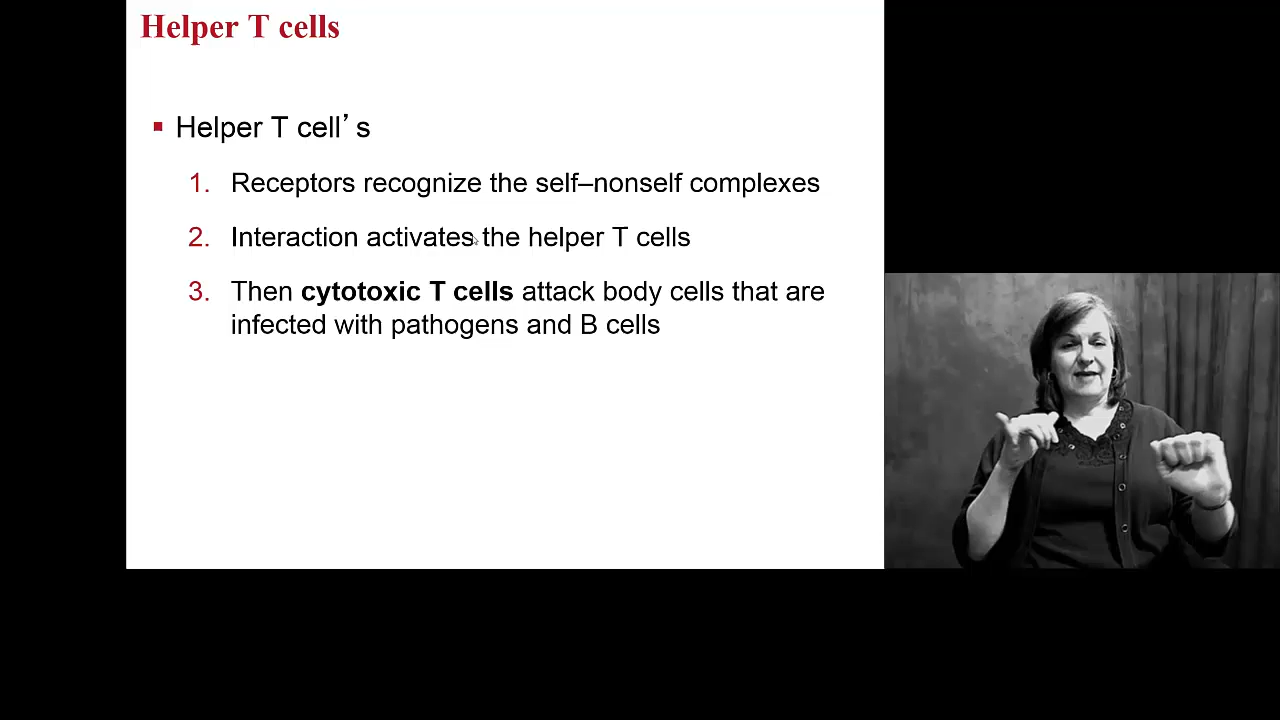 Helper T cells
▪ Helper T cell’s
1. Receptors recognize the self–nonself complexes
2. Interaction activates the helper T cells
3. Then cytotoxic T cells attack body cells that are
infected with pathogens and B cells